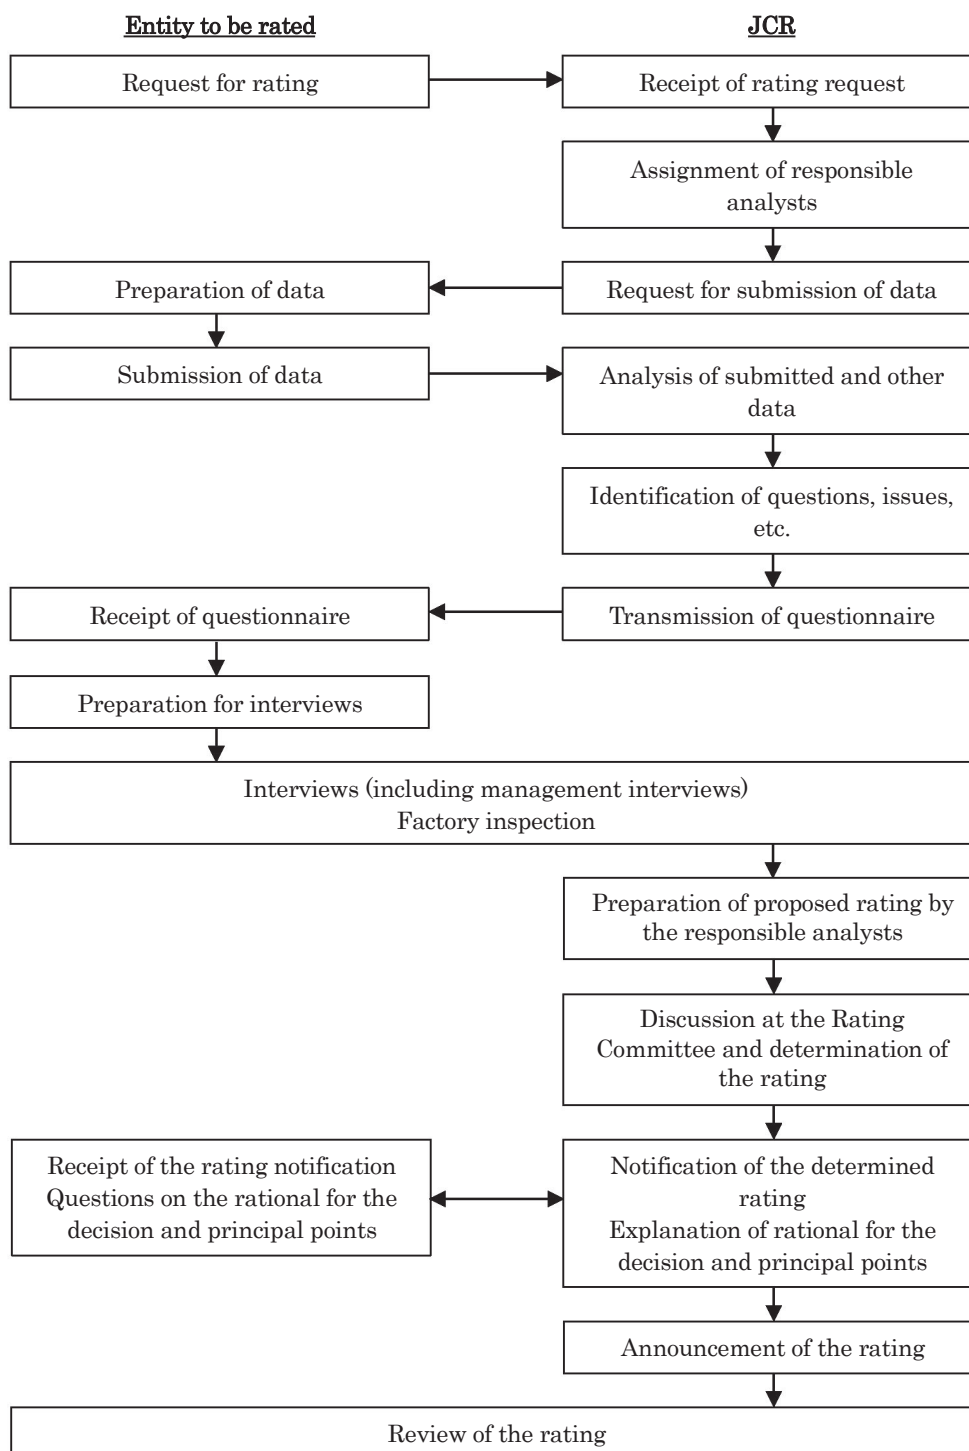 Entity to be rated
JCR
Request for rating
Receipt of rating request
Assignment of responsible
analysts
Preparation of data
Request for submission of data
Submission of data
Analysis of submitted and other
data
Identification of questions, issues,
etc.
Receipt of questionnaire
Transmission of questionnaire
Preparation for interviews
Interviews (including management interviews)
Factory inspection
Preparation of proposed rating by
the responsible analysts
Discussion at the Rating
Committee and determination of
the rating
Receipt of the rating notification
Questions on the rational for the
decision and principal points
Notification of the determined
rating
Explanation of rational for the
decision and principal points
Announcement of the rating
Review of the rating